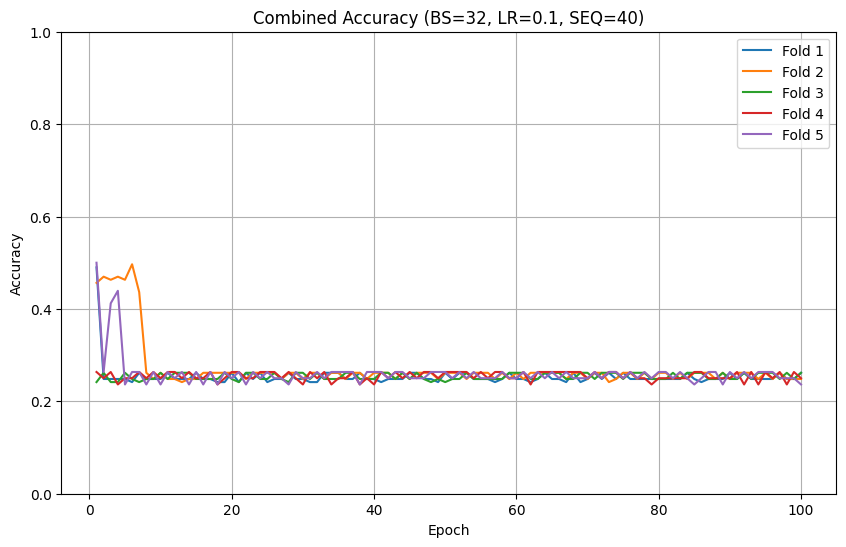 Combined Accuracy (BS=32, LR=0.1, SEQ=40)
Fold 1
Fold 2
Fold 3
Fold 4
Fold 5
Accuracy
1.0
0.8
0.6
0.4
0.2
0.0
0 20 40 60 80 100
Epoch